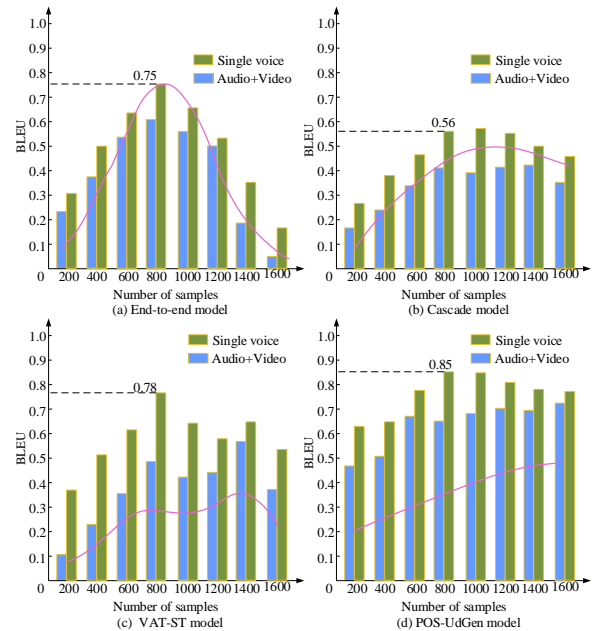 1.0
0.9
0.8
0.7
0.6
0.5
0.4
0.3
0.2
0.1
0
BLEU
0.75
Single voice
Audio+Video
200 400 600 800 1000 1200 1400 1600
Number of samples
(a) End-to-end model
1.0
0.9
0.8
0.7
0.6
0.5
0.4
0.3
0.2
0.1
0
BLEU
0.56
Single voice
Audio+Video
200 400 600 800 1000 1200 1400 1600
Number of samples
(b) Cascade model
1.0
0.9
0.8
0.7
0.6
0.5
0.4
0.3
0.2
0.1
0
BLEU
0.78
Single voice
Audio+Video
200 400 600 800 1000 1200 1400 1600
Number of samples
(c) VAT-ST model
1.0
0.9
0.8
0.7
0.6
0.5
0.4
0.3
0.2
0.1
0
BLEU
0.85
Single voice
Audio+Video
200 400 600 800 1000 1200 1400 1600
Number of samples
(d) POS-UdGen model